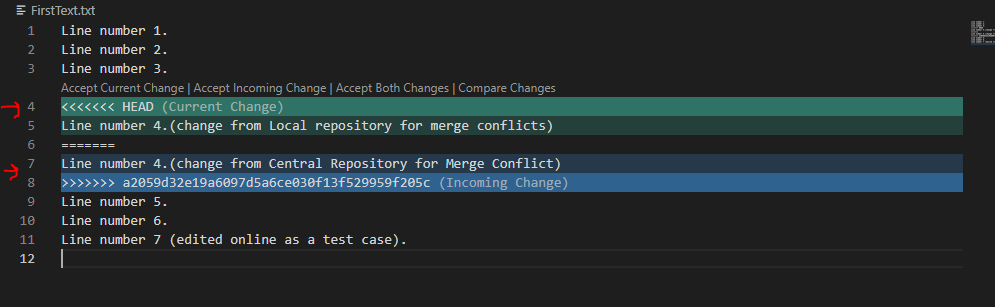 FirstText.txt
1 Line number 1.
2 Line number 2.
3 Line number 3.
Accept Current Change | Accept Incoming Change | Accept Both Changes | Compare Changes
4 <<<<<<< HEAD (Current Change)
5 Line number 4.(change from Local repository for merge conflicts)
6 =======
7 Line number 4.(change from Central Repository for Merge Conflict)
8 >>>>>>> a2059d32e19a6097d5a6ce030f13f529959f205c (Incoming Change)
9 Line number 5.
10 Line number 6.
11 Line number 7 (edited online as a test case).
12